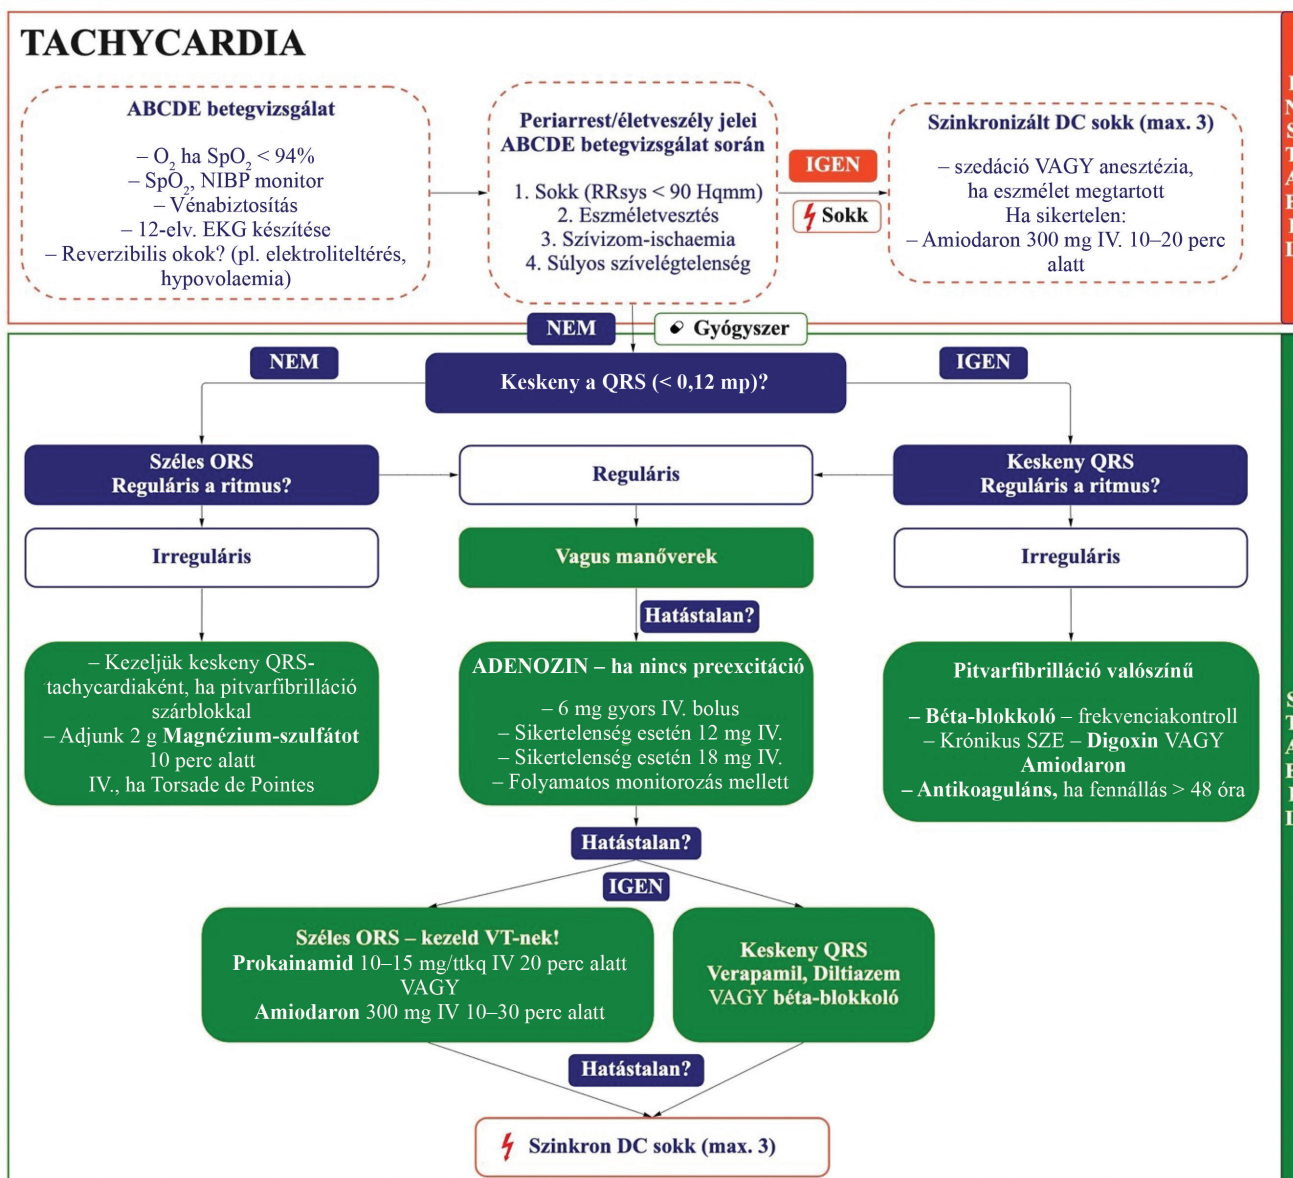 TACHYCARDIA
ABCDE betegvizsgálat
– O₂ ha SpO₂ < 94%
– SpO₂, NIBP monitor
– Vénabiztosítás
– 12-elv. EKG készítése
– Reverzibilis okok? (pl. elektroliteltérés,
hypovolaemia)
Periarrest/életveszély jelei
ABCDE betegvizsgálat során
1. Sokk (RRsys < 90 Hqmm)
2. Eszméletvesztés
3. Szívizom-ischaemia
4. Súlyos szívelégtelenség
IGEN
Sokk
Szinkronizált DC sokk (max. 3)
– szedáció VAGY anesztézia,
ha eszmélet megtartott
Ha sikertelen:
– Amiodaron 300 mg IV. 10–20 perc
alatt
NEM
Gyógyszer
NEM
Keskeny a QRS (< 0,12 mp)?
IGEN
Széles ORS
Reguláris a ritmus?
Reguláris
Keskeny QRS
Reguláris a ritmus?
Irreguláris
Vagus manőverek
Irreguláris
Hatástalan?
– Kezeljük keskeny QRS-
tachycardiaként, ha pitvarfibrilláció
szárblokkal
– Adjunk 2 g Magnézium-szulfátot
10 perc alatt
IV., ha Torsade de Pointes
ADENOZIN – ha nincs preexcitáció
– 6 mg gyors IV. bolus
– Sikertelenség esetén 12 mg IV.
– Sikertelenség esetén 18 mg IV.
– Folyamatos monitorozás mellett
Pitvarfibrilláció valószínű
– Béta-blokkoló – frekvenciakontroll
– Krónikus SZE – Digoxin VAGY
Amiodaron
– Antikoaguláns, ha fennállás > 48 óra
Hatástalan?
IGEN
Széles ORS – kezeld VT-nek!
Prokainamid 10–15 mg/ttkq IV 20 perc alatt
VAGY
Amiodaron 300 mg IV 10–30 perc alatt
Keskeny QRS
Verapamil, Diltiazem
VAGY béta-blokkoló
Hatástalan?
Szinkron DC sokk (max. 3)